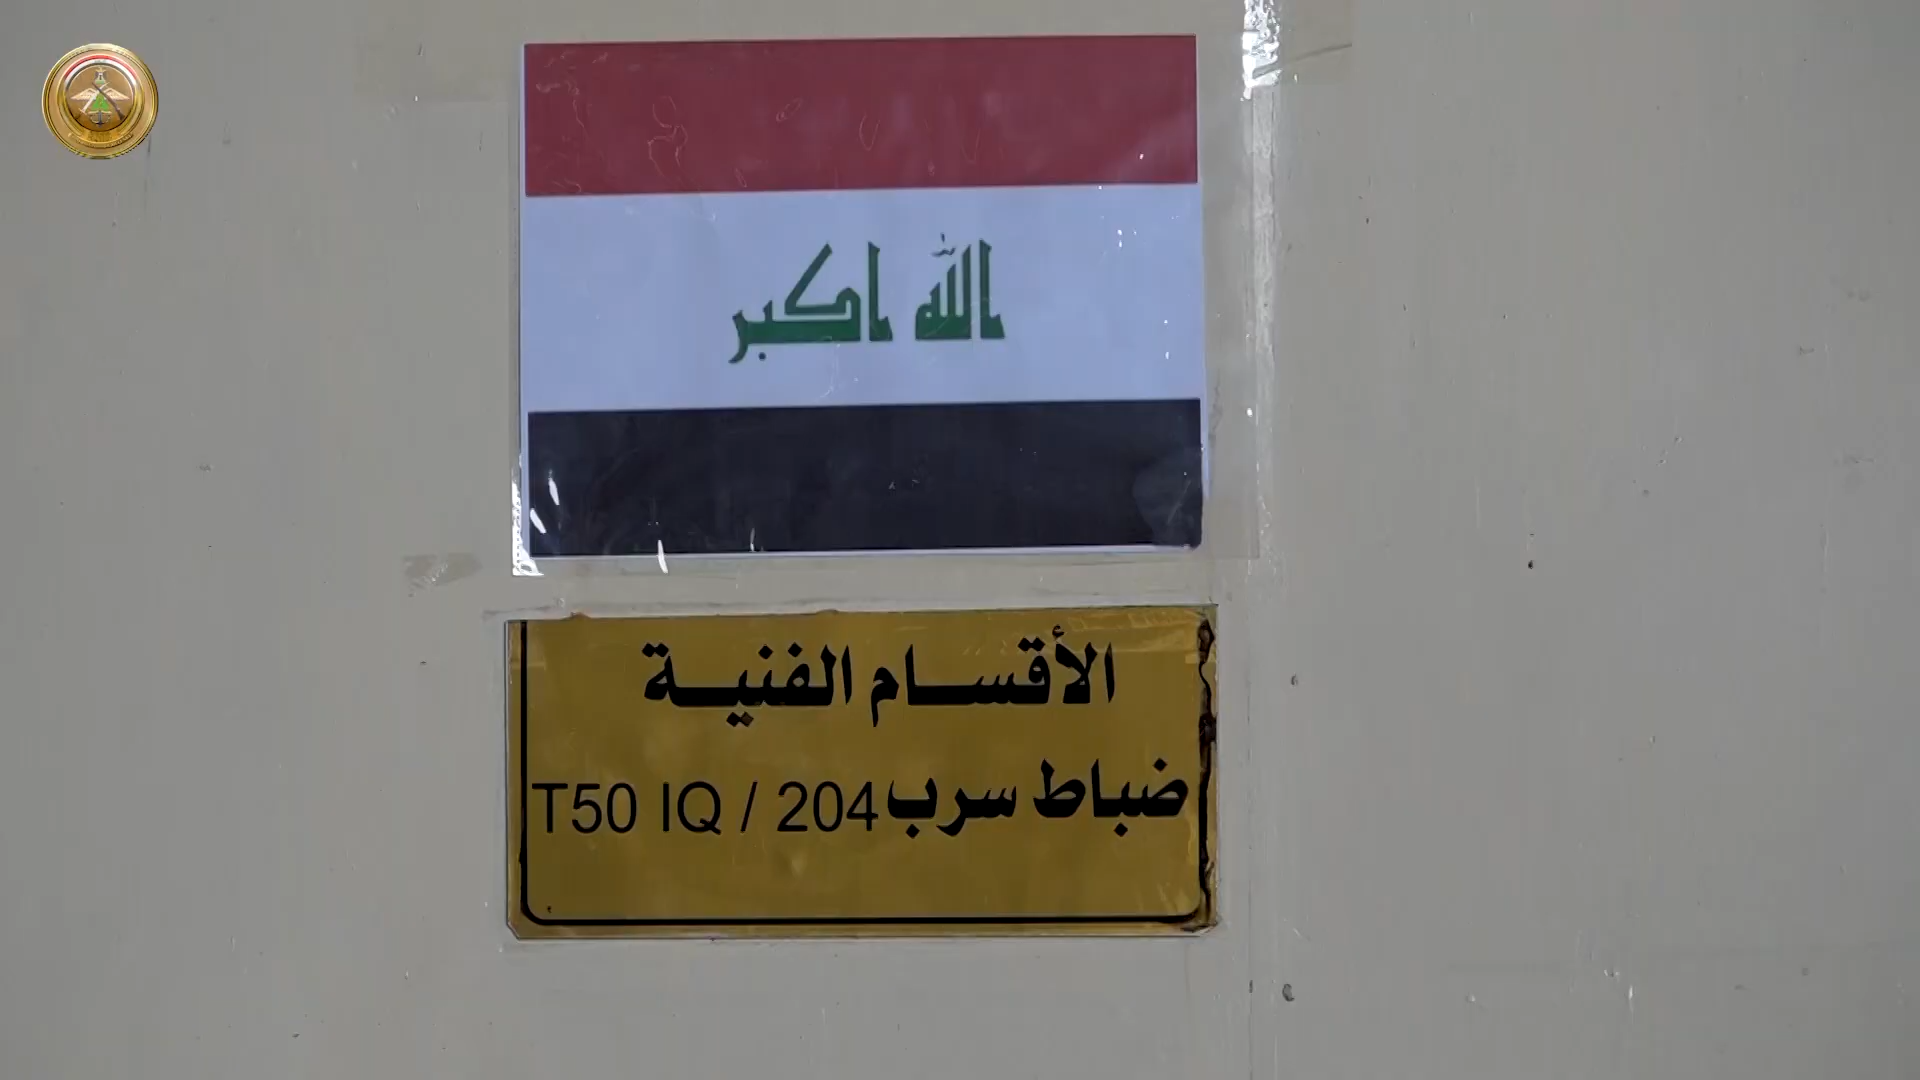 الله اكبر
الأقسام الفنية
ضباط سرب 204 / T50 IQ